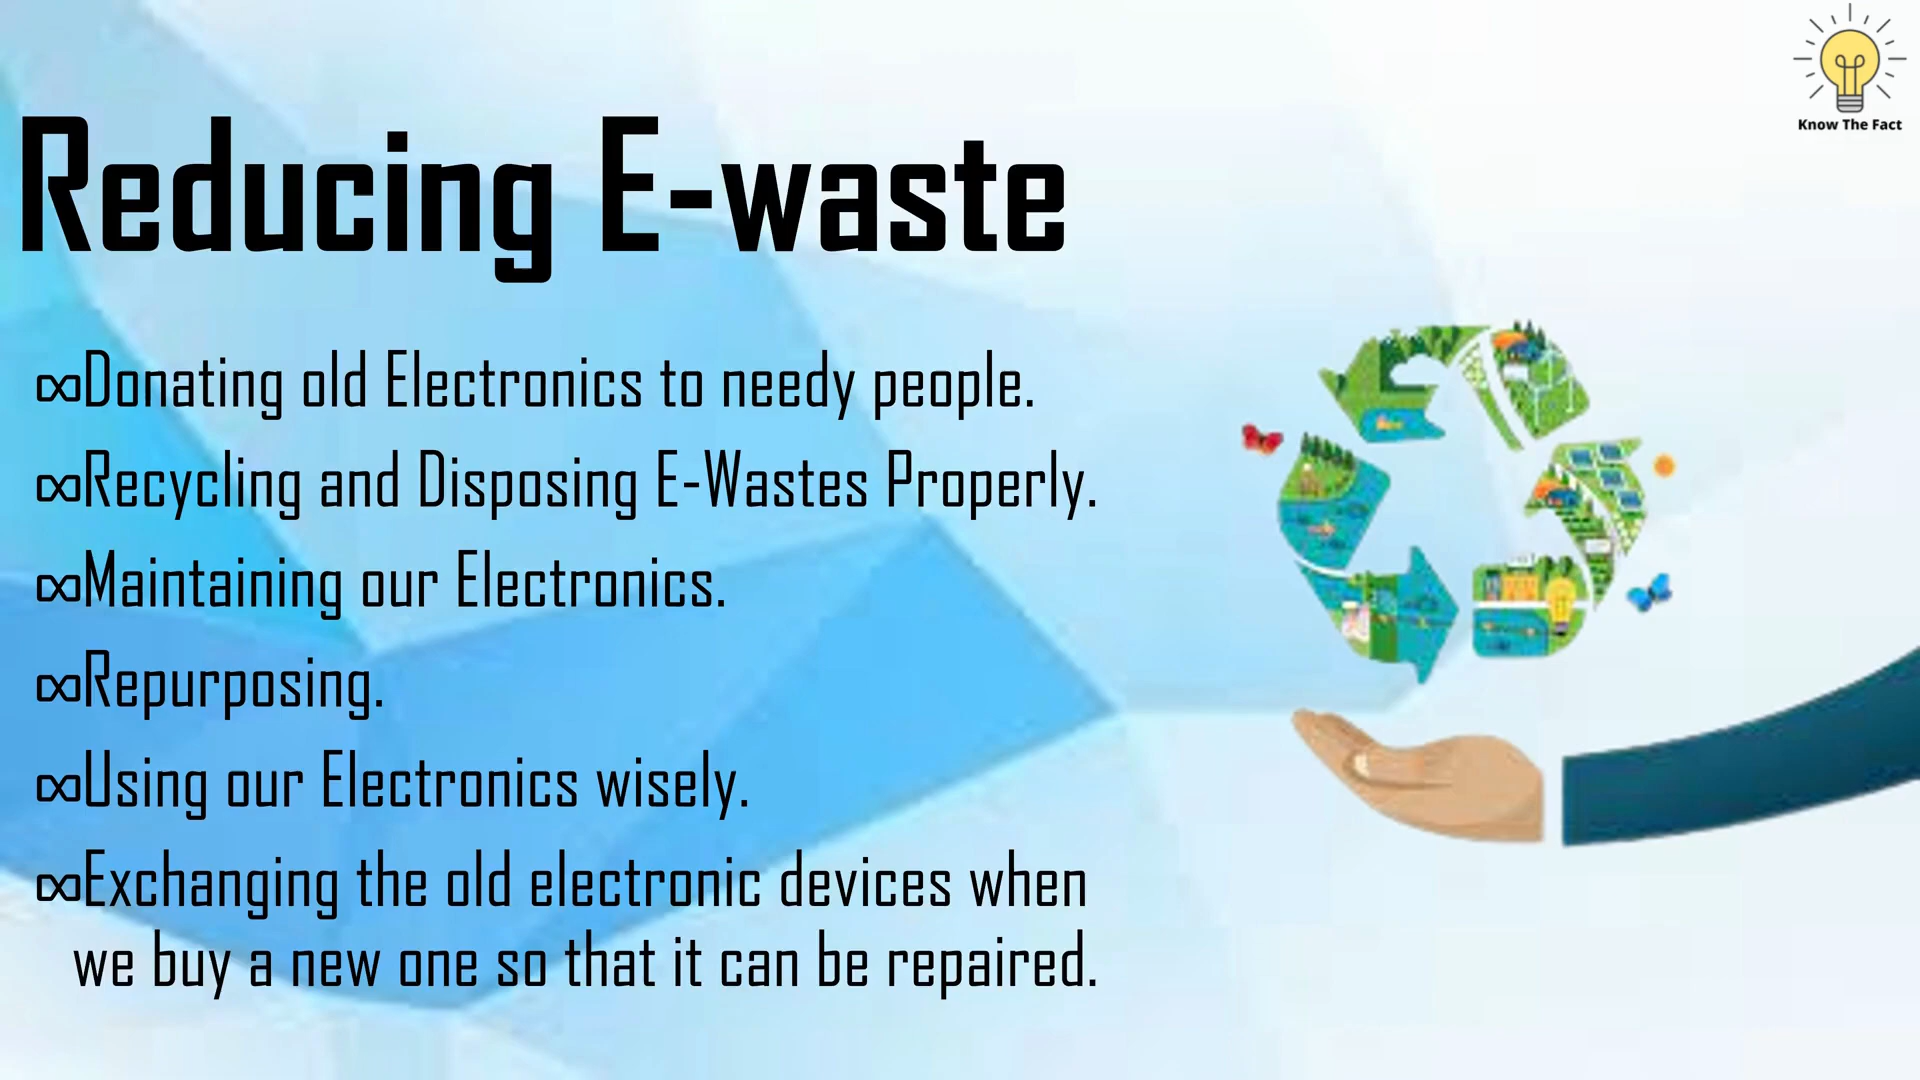 Know The Fact
Reducing E-waste
∞Donating old Electronics to needy people.
∞Recycling and Disposing E-Wastes Properly.
∞Maintaining our Electronics.
∞Repurposing.
∞Using our Electronics wisely.
∞Exchanging the old electronic devices when
we buy a new one so that it can be repaired.